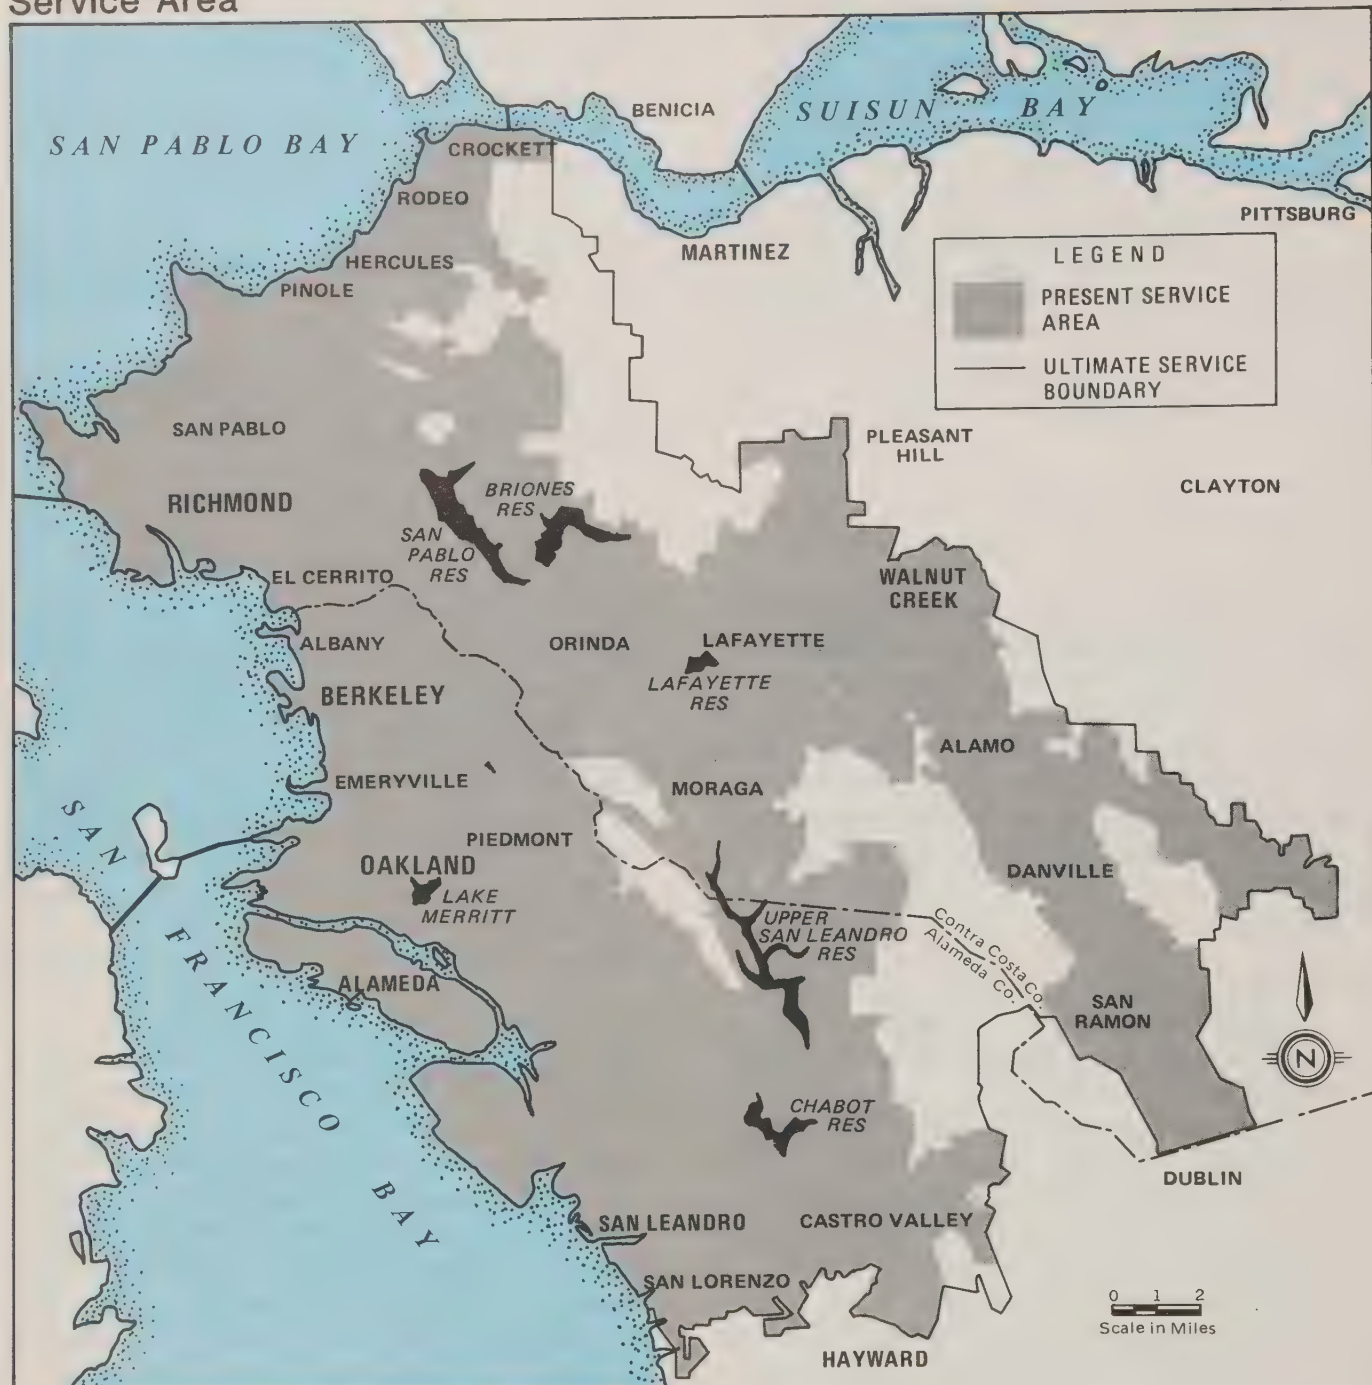 Service Area
SAN PABLO BAY
BENICIA
SUISUN BAY
CROCKETT
RODEO
PITTSBURG
MARTINEZ
HERCULES
PINOLE
LEGEND
PRESENT SERVICE
AREA
ULTIMATE SERVICE
BOUNDARY
SAN PABLO
PLEASANT
HILL
CLAYTON
RICHMOND
BRIONES
RES
SAN
PABLO
RES
EL CERRITO
WALNUT
CREEK
ALBANY
ORINDA
LAFAYETTE
LAFAYETTE
RES
BERKELEY
ALAMO
EMERYVILLE
MORAGA
PIEDMONT
OAKLAND
LAKE
MERRITT
DANVILLE
UPPER
SAN LEANDRO
RES
Contra Costa Co.
Alameda Co.
SAN FRANCISCO BAY
ALAMEDA
SAN
RAMON
N
CHABOT
RES
DUBLIN
SAN LEANDRO
CASTRO VALLEY
SAN LORENZO
0 1 2
Scale in Miles
HAYWARD